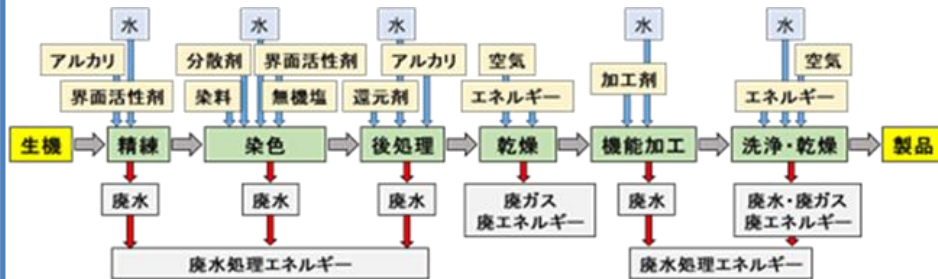 水
水
水
水
水
アルカリ
分散剤
界面活性剤
アルカリ
空気
加工剤
空気
界面活性剤
染料
無機塩
還元剤
エネルギー
エネルギー
生機
精練
染色
後処理
乾燥
機能加工
洗浄・乾燥
製品
廃水
廃水
廃水
廃ガス
廃エネルギー
廃水
廃水・廃ガス
廃エネルギー
廃水処理エネルギー
廃水処理エネルギー